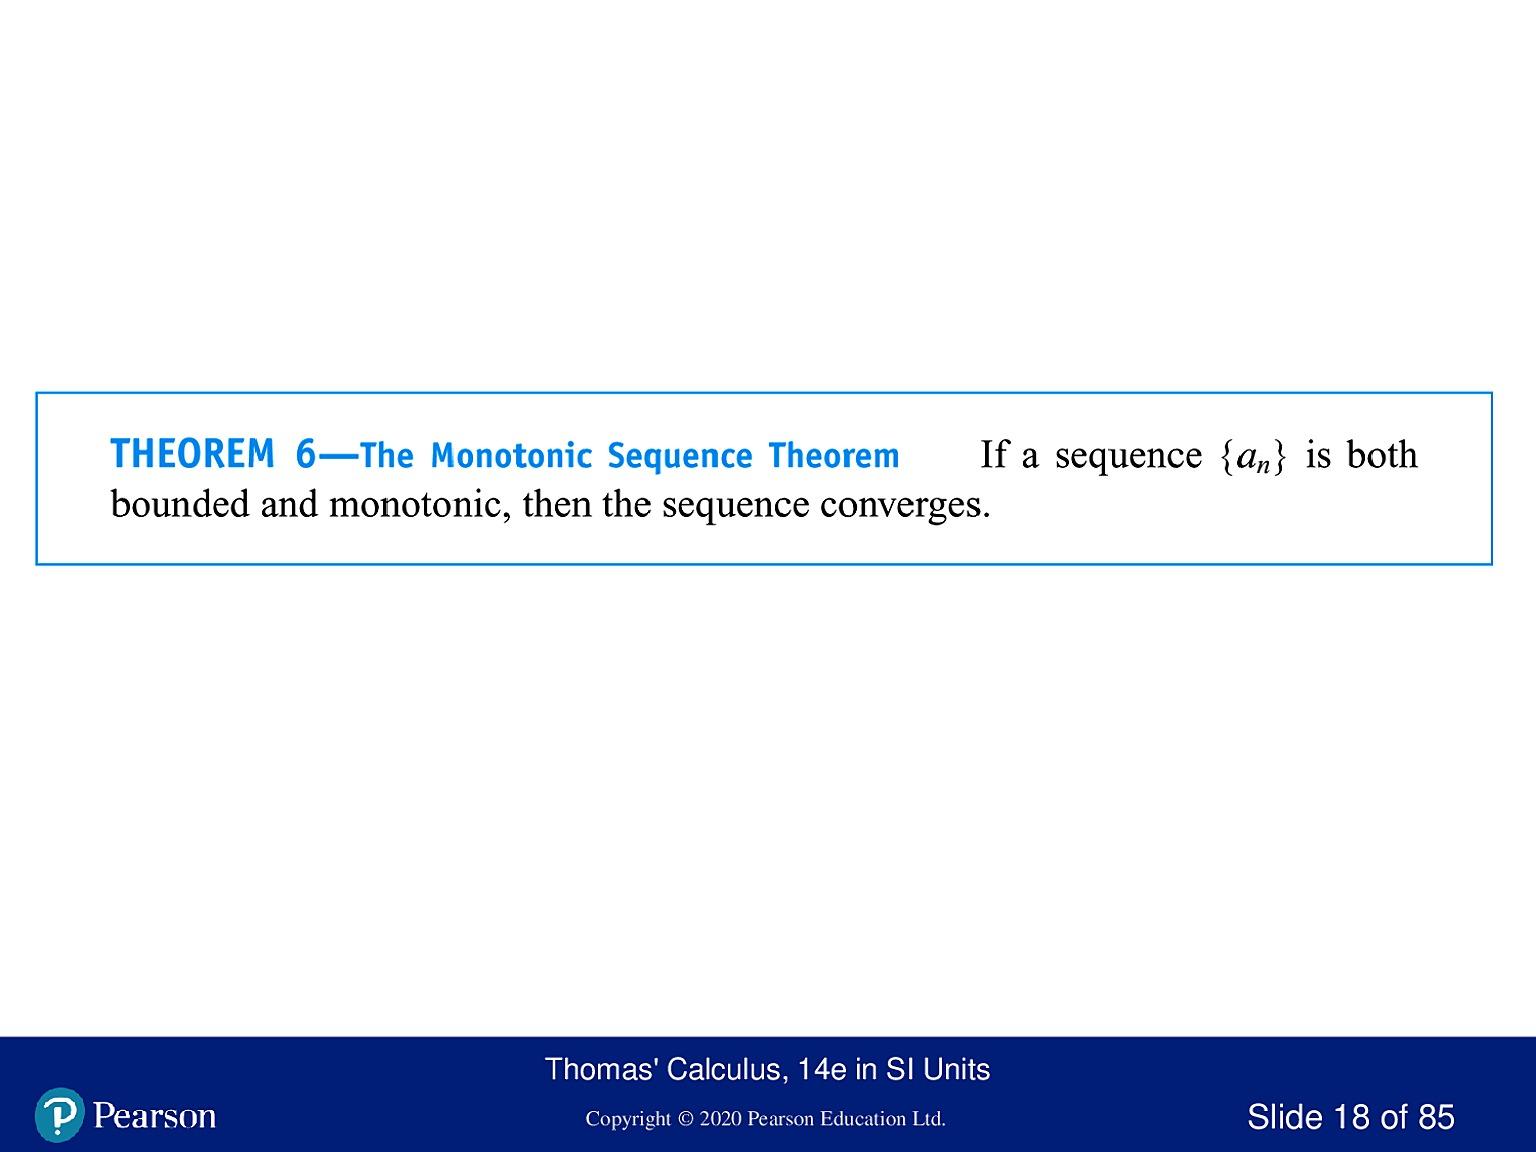 THEOREM 6—The Monotonic Sequence Theorem If a sequence {aₙ} is both
bounded and monotonic, then the sequence converges.
Thomas' Calculus, 14e in SI Units
Pearson
Copyright © 2020 Pearson Education Ltd.
Slide 18 of 85